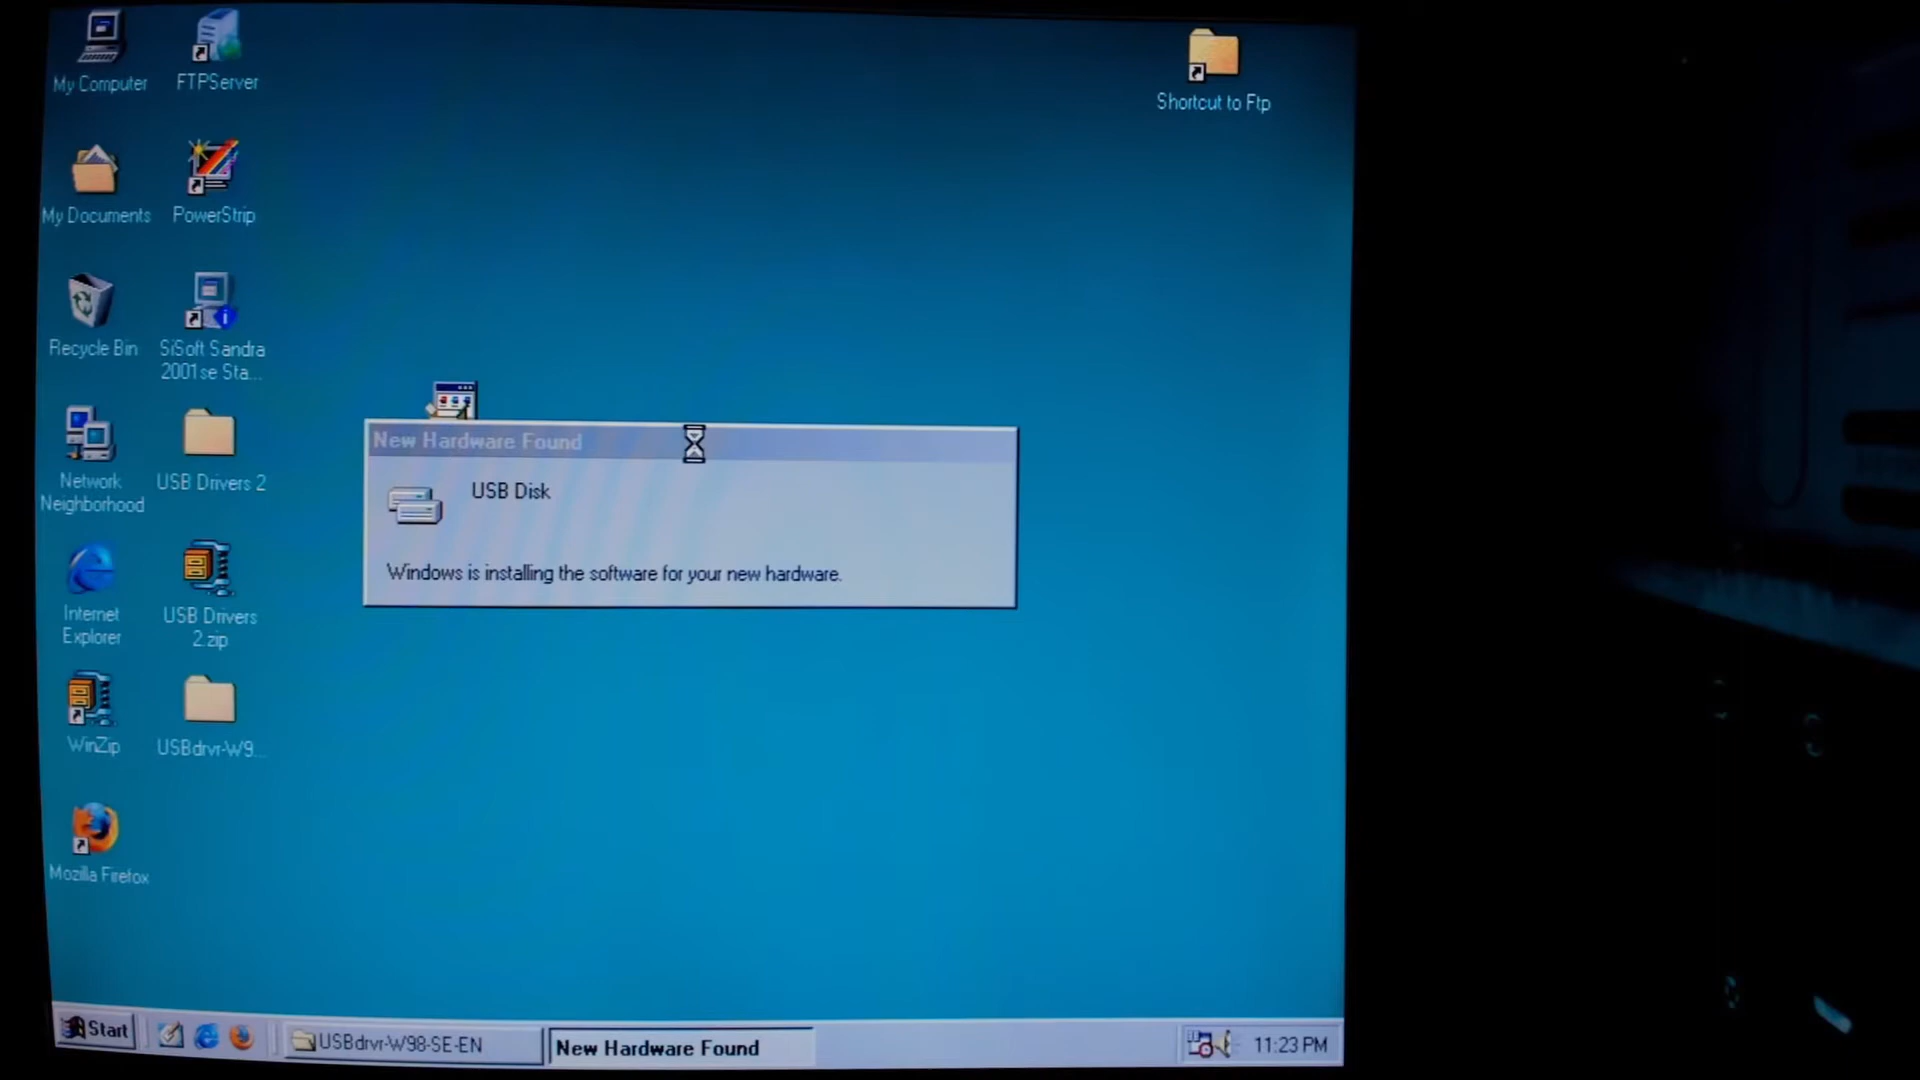 My Computer
FTPServer
Shortcut to Ftp
My Documents
PowerStrip
Recycle Bin
SiSoft Sandra
2001se Sta...
Network
Neighborhood
USB Drivers 2
New Hardware Found
USB Disk
Windows is installing the software for your new hardware.
Internet
Explorer
USB Drivers
2.zip
WinZip
USBdrvr-W9...
Mozilla Firefox
Start
USBdrvr-W98-SE-EN
New Hardware Found
11:23 PM